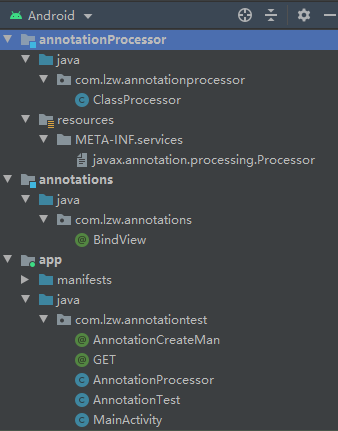 Android
annotationProcessor
java
com.lzw.annotationprocessor
C ClassProcessor
resources
META-INF.services
javax.annotation.processing.Processor
annotations
java
com.lzw.annotations
@ BindView
app
manifests
java
com.lzw.annotationtest
@ AnnotationCreateMan
@ GET
C AnnotationProcessor
C AnnotationTest
C MainActivity